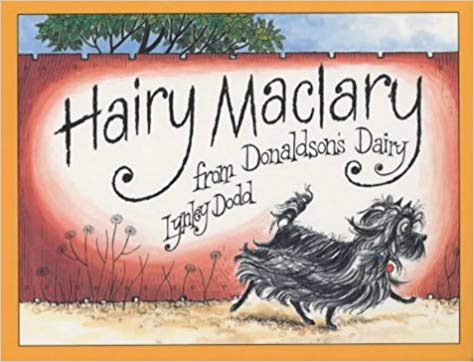 Hairy Maclary
from Donaldson's Dairy
Lynley Dodd